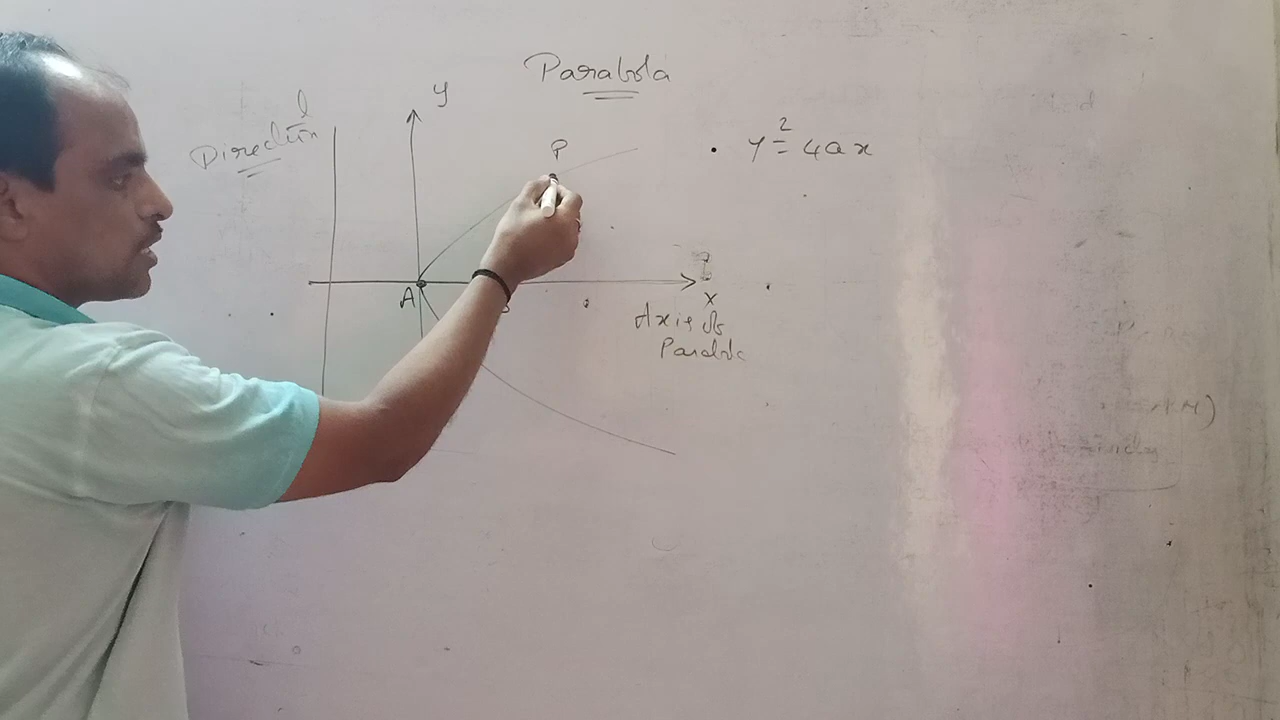 Parabola
y
l
Directrix
P
y² = 4ax
A
S
x
Axis of
Parabola